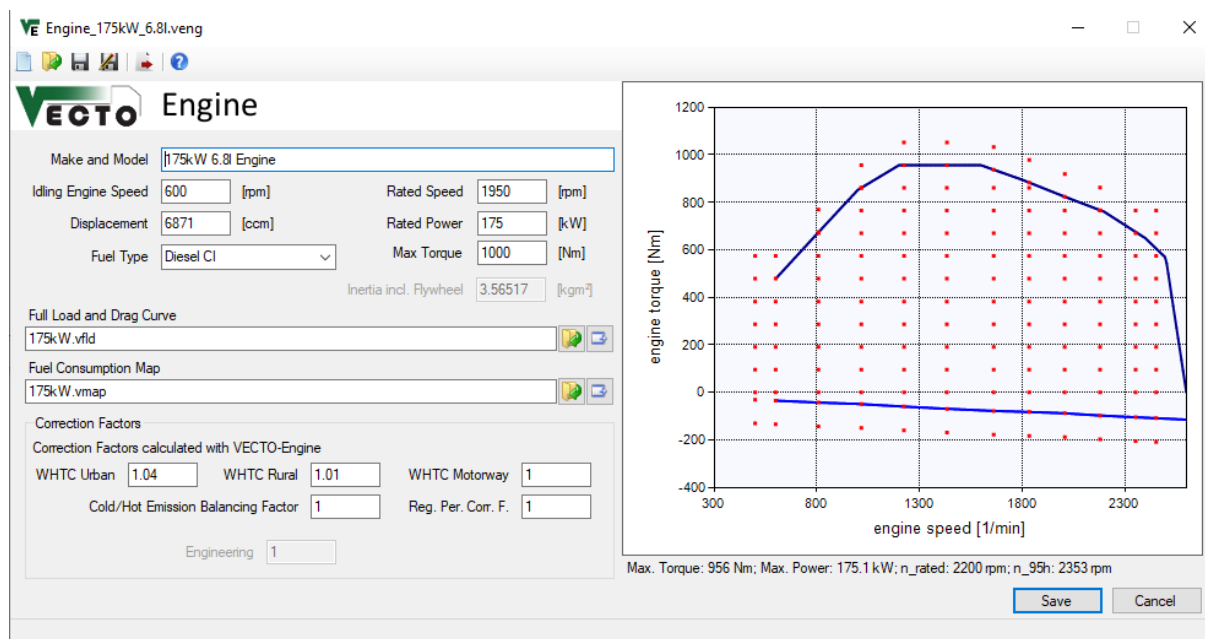 VE Engine_175kW_6.8l.veng
VECTO Engine
Make and Model 175kW 6.8l Engine
Idling Engine Speed 600 [rpm] Rated Speed 1950 [rpm]
Displacement 6871 [ccm] Rated Power 175 [kW]
Fuel Type Diesel CI Max Torque 1000 [Nm]
Inertia incl. Flywheel 3.56517 [kgm²]
Full Load and Drag Curve
175kW.vfld
Fuel Consumption Map
175kW.vmap
Correction Factors
Correction Factors calculated with VECTO-Engine
WHTC Urban 1.04 WHTC Rural 1.01 WHTC Motorway 1
Cold/Hot Emission Balancing Factor 1 Reg. Per. Corr. F. 1
Engineering 1
1200
1000
800
600
400
200
0
-200
-400
engine torque [Nm]
300 800 1300 1800 2300
engine speed [1/min]
Max. Torque: 956 Nm; Max. Power: 175.1 kW; n_rated: 2200 rpm; n_95h: 2353 rpm
Save Cancel